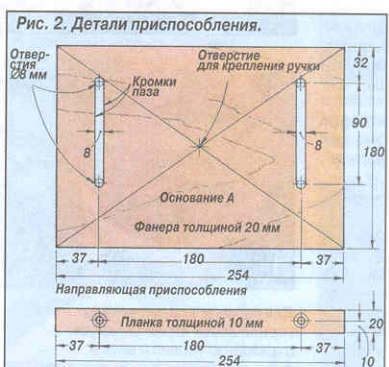 Рис. 2. Детали приспособления.
Отвер-
стия
Ø8 мм
Кромки
паза
Отверстие
для крепления ручки
32
90
180
8
8
Основание А
Фанера толщиной 20 мм
37
180
37
254
Направляющая приспособления
Планка толщиной 10 мм
20
37
180
37
254
10